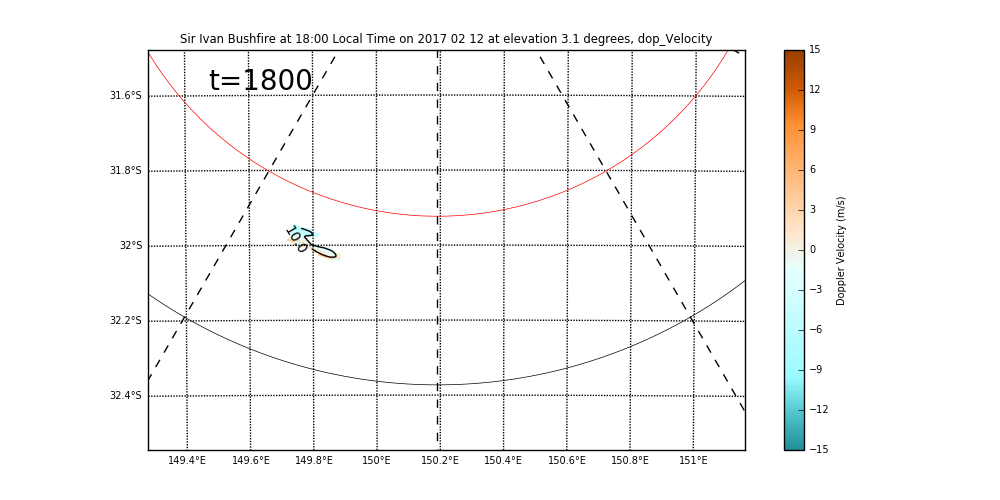 Sir Ivan Bushfire at 18:00 Local Time on 2017 02 12 at elevation 3.1 degrees, dop_Velocity
t=1800
31.6°S
31.8°S
32°S
32.2°S
32.4°S
10.0
149.4°E 149.6°E 149.8°E 150°E 150.2°E 150.4°E 150.6°E 150.8°E 151°E
15
12
9
6
3
0
−3
−6
−9
−12
−15
Doppler Velocity (m/s)